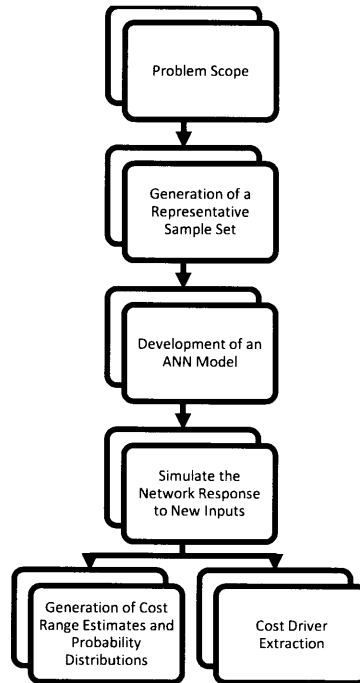 Problem Scope
Generation of a
Representative
Sample Set
Development of an
ANN Model
Simulate the
Network Response
to New Inputs
Generation of Cost
Range Estimates and
Probability
Distributions
Cost Driver
Extraction